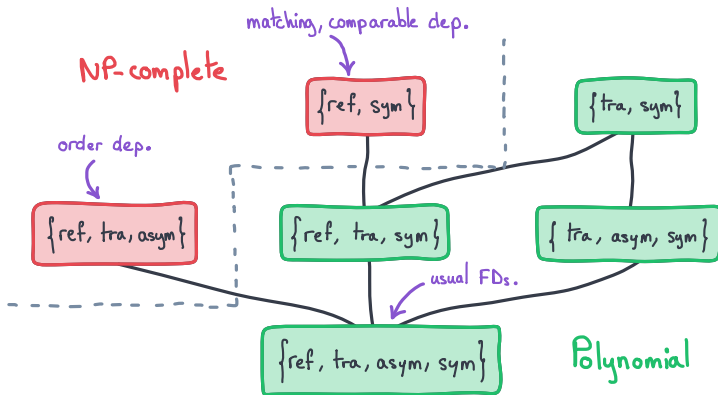 matching, comparable dep.
NP-complete
{ref, sym}
{tra, sym}
order dep.
{ref, tra, asym}
{ref, tra, sym}
{tra, asym, sym}
usual FDs.
{ref, tra, asym, sym}
Polynomial